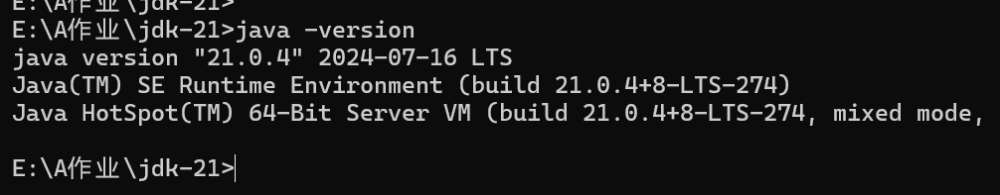 E:\A作业\jdk-21>
E:\A作业\jdk-21>java -version
java version "21.0.4" 2024-07-16 LTS
Java(TM) SE Runtime Environment (build 21.0.4+8-LTS-274)
Java HotSpot(TM) 64-Bit Server VM (build 21.0.4+8-LTS-274, mixed mode,
E:\A作业\jdk-21>